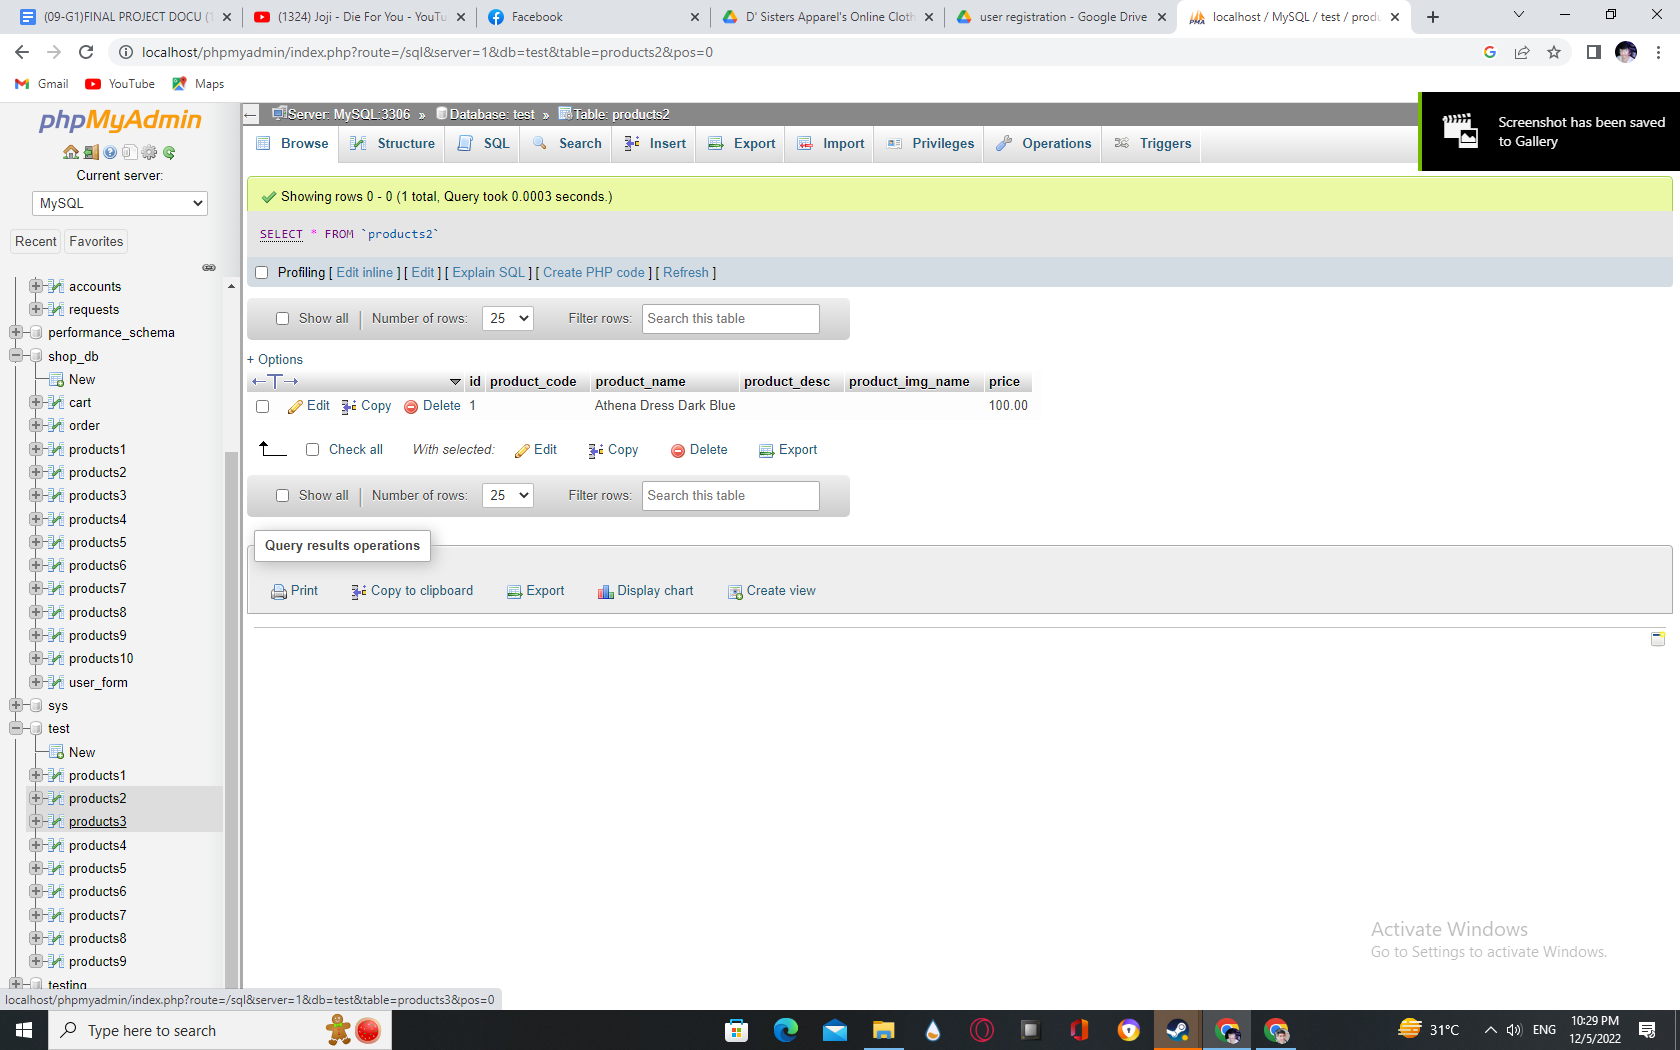 (09-G1)FINAL PROJECT DOCU (1
(1324) Joji - Die For You - YouTu
Facebook
D' Sisters Apparel's Online Cloth
user registration - Google Drive
localhost / MySQL / test / produ
localhost/phpmyadmin/index.php?route=/sql&server=1&db=test&table=products2&pos=0
Gmail
YouTube
Maps
phpMyAdmin
Current server:
MySQL
Recent
Favorites
accounts
requests
performance_schema
shop_db
New
cart
order
products1
products2
products3
products4
products5
products6
products7
products8
products9
products10
user_form
sys
test
New
products1
products2
products3
products4
products5
products6
products7
products8
products9
testing
localhost/phpmyadmin/index.php?route=/sql&server=1&db=test&table=products3&pos=0
Server: MySQL:3306 » Database: test » Table: products2
Browse
Structure
SQL
Search
Insert
Export
Import
Privileges
Operations
Triggers
Screenshot has been saved
to Gallery
Showing rows 0 - 0 (1 total, Query took 0.0003 seconds.)
SELECT * FROM `products2`
Profiling [ Edit inline ] [ Edit ] [ Explain SQL ] [ Create PHP code ] [ Refresh ]
Show all | Number of rows: 25 Filter rows: Search this table
+ Options
id product_code product_name product_desc product_img_name price
Edit Copy Delete 1 Athena Dress Dark Blue 100.00
Check all With selected: Edit Copy Delete Export
Show all | Number of rows: 25 Filter rows: Search this table
Query results operations
Print
Copy to clipboard
Export
Display chart
Create view
Activate Windows
Go to Settings to activate Windows.
Type here to search
31°C
ENG
10:29 PM
12/5/2022